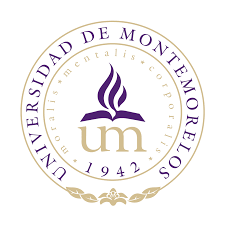 UNIVERSIDAD DE MONTEMORELOS
moralis · mentalis · corporalis
um
1942